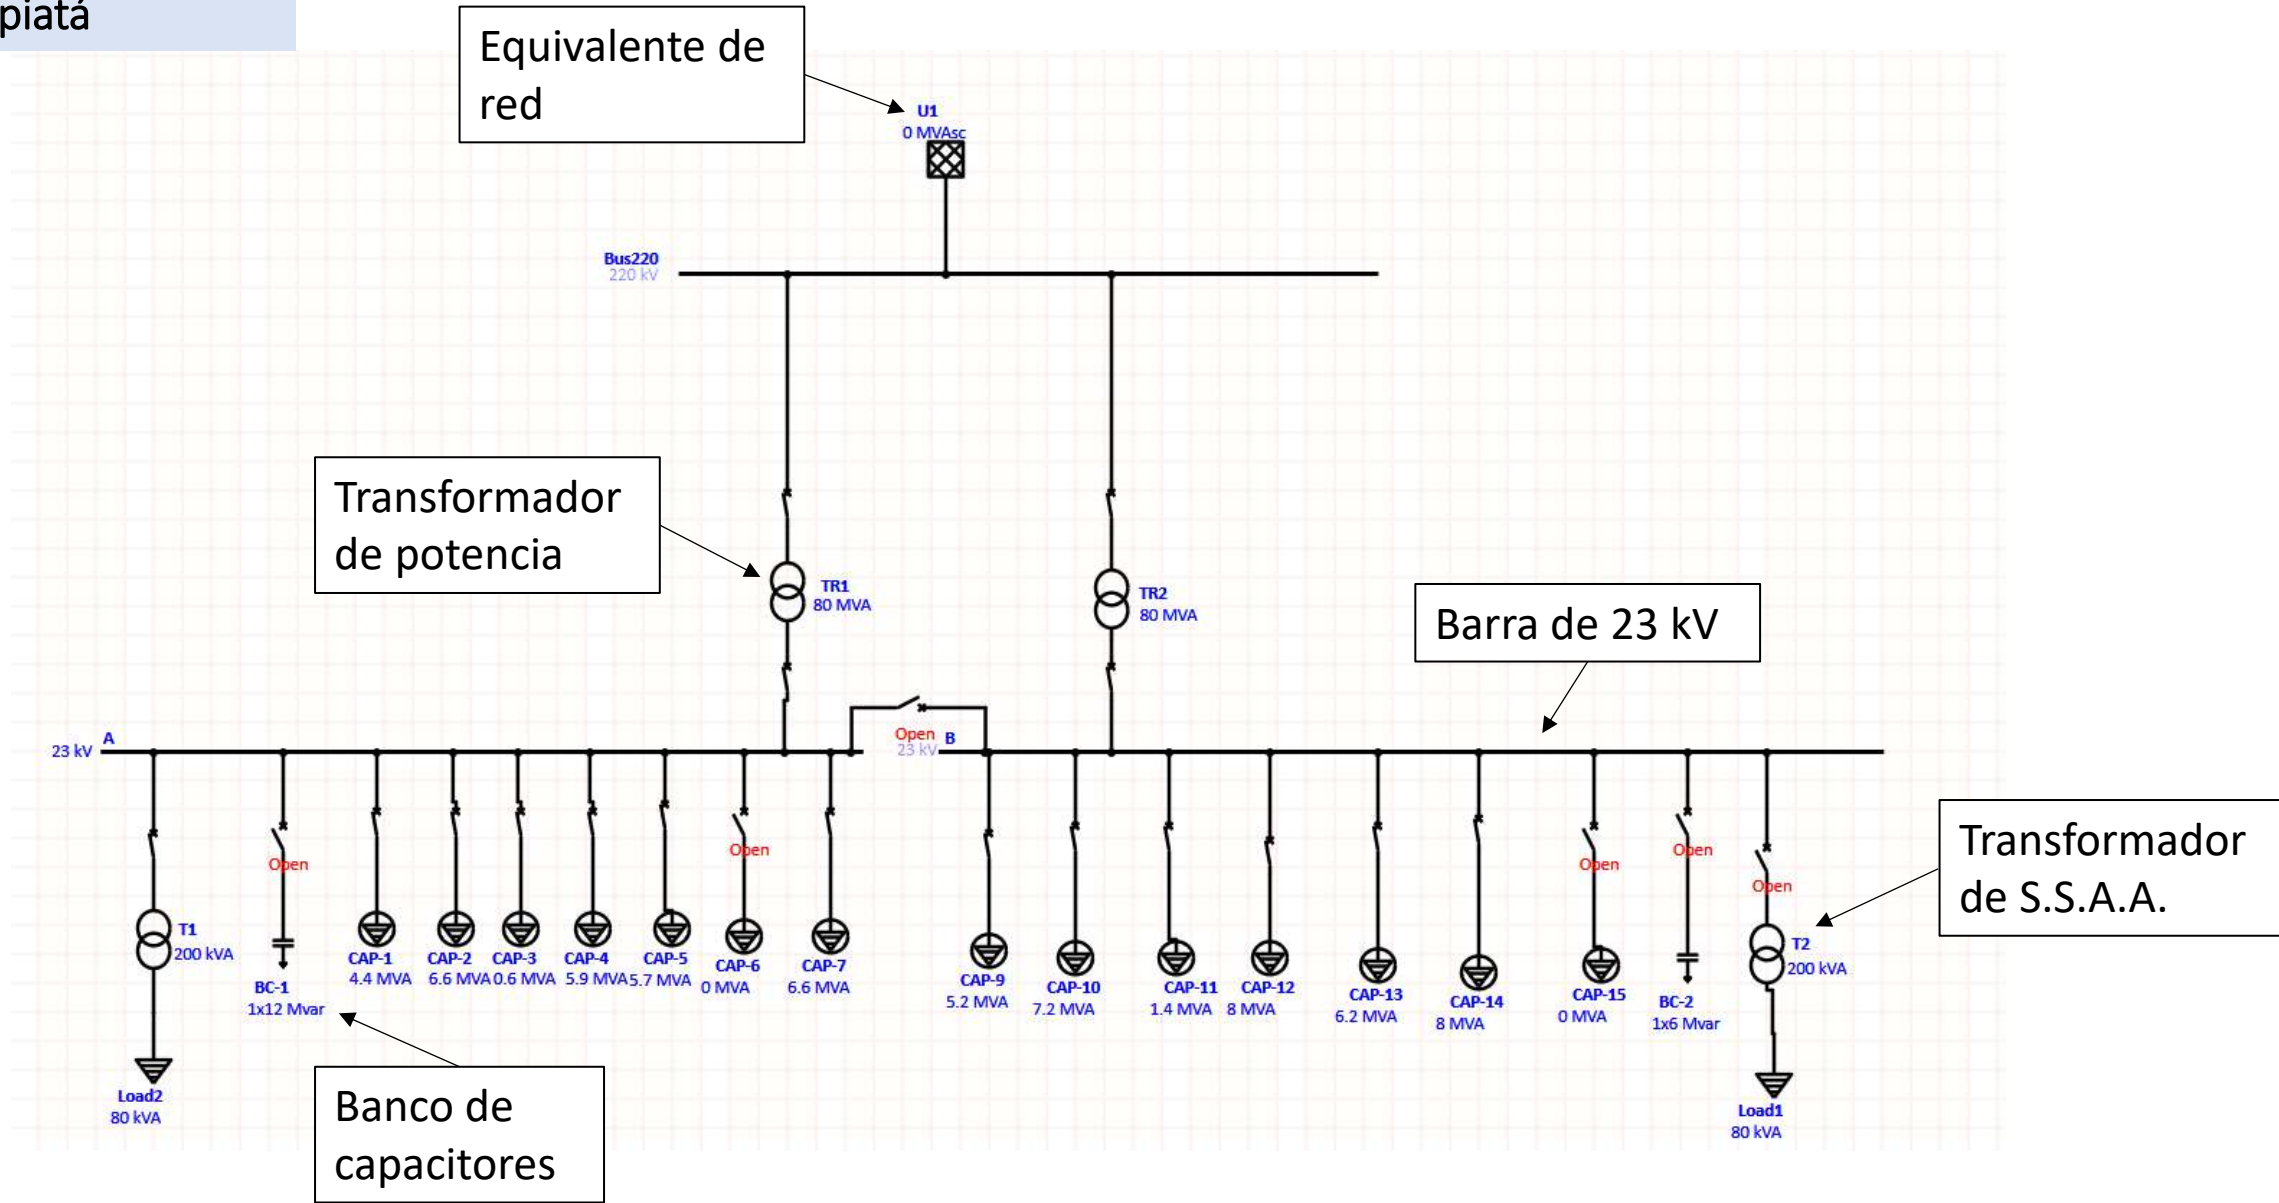 piatá
Equivalente de
red
U1
0 MVAsc
Bus220
220 kV
Transformador
de potencia
TR1
80 MVA
TR2
80 MVA
Barra de 23 kV
23 kV
A
Open
23 kV
B
Open
Open
Open
Open
Open
Transformador
de S.S.A.A.
T1
200 kVA
BC-1
1x12 Mvar
CAP-1
4.4 MVA
CAP-2
6.6 MVA
CAP-3
0.6 MVA
CAP-4
5.9 MVA
CAP-5
5.7 MVA
CAP-6
0 MVA
CAP-7
6.6 MVA
CAP-9
5.2 MVA
CAP-10
7.2 MVA
CAP-11
1.4 MVA
CAP-12
8 MVA
CAP-13
6.2 MVA
CAP-14
8 MVA
CAP-15
0 MVA
BC-2
1x6 Mvar
T2
200 kVA
Load2
80 kVA
Banco de
capacitores
Load1
80 kVA